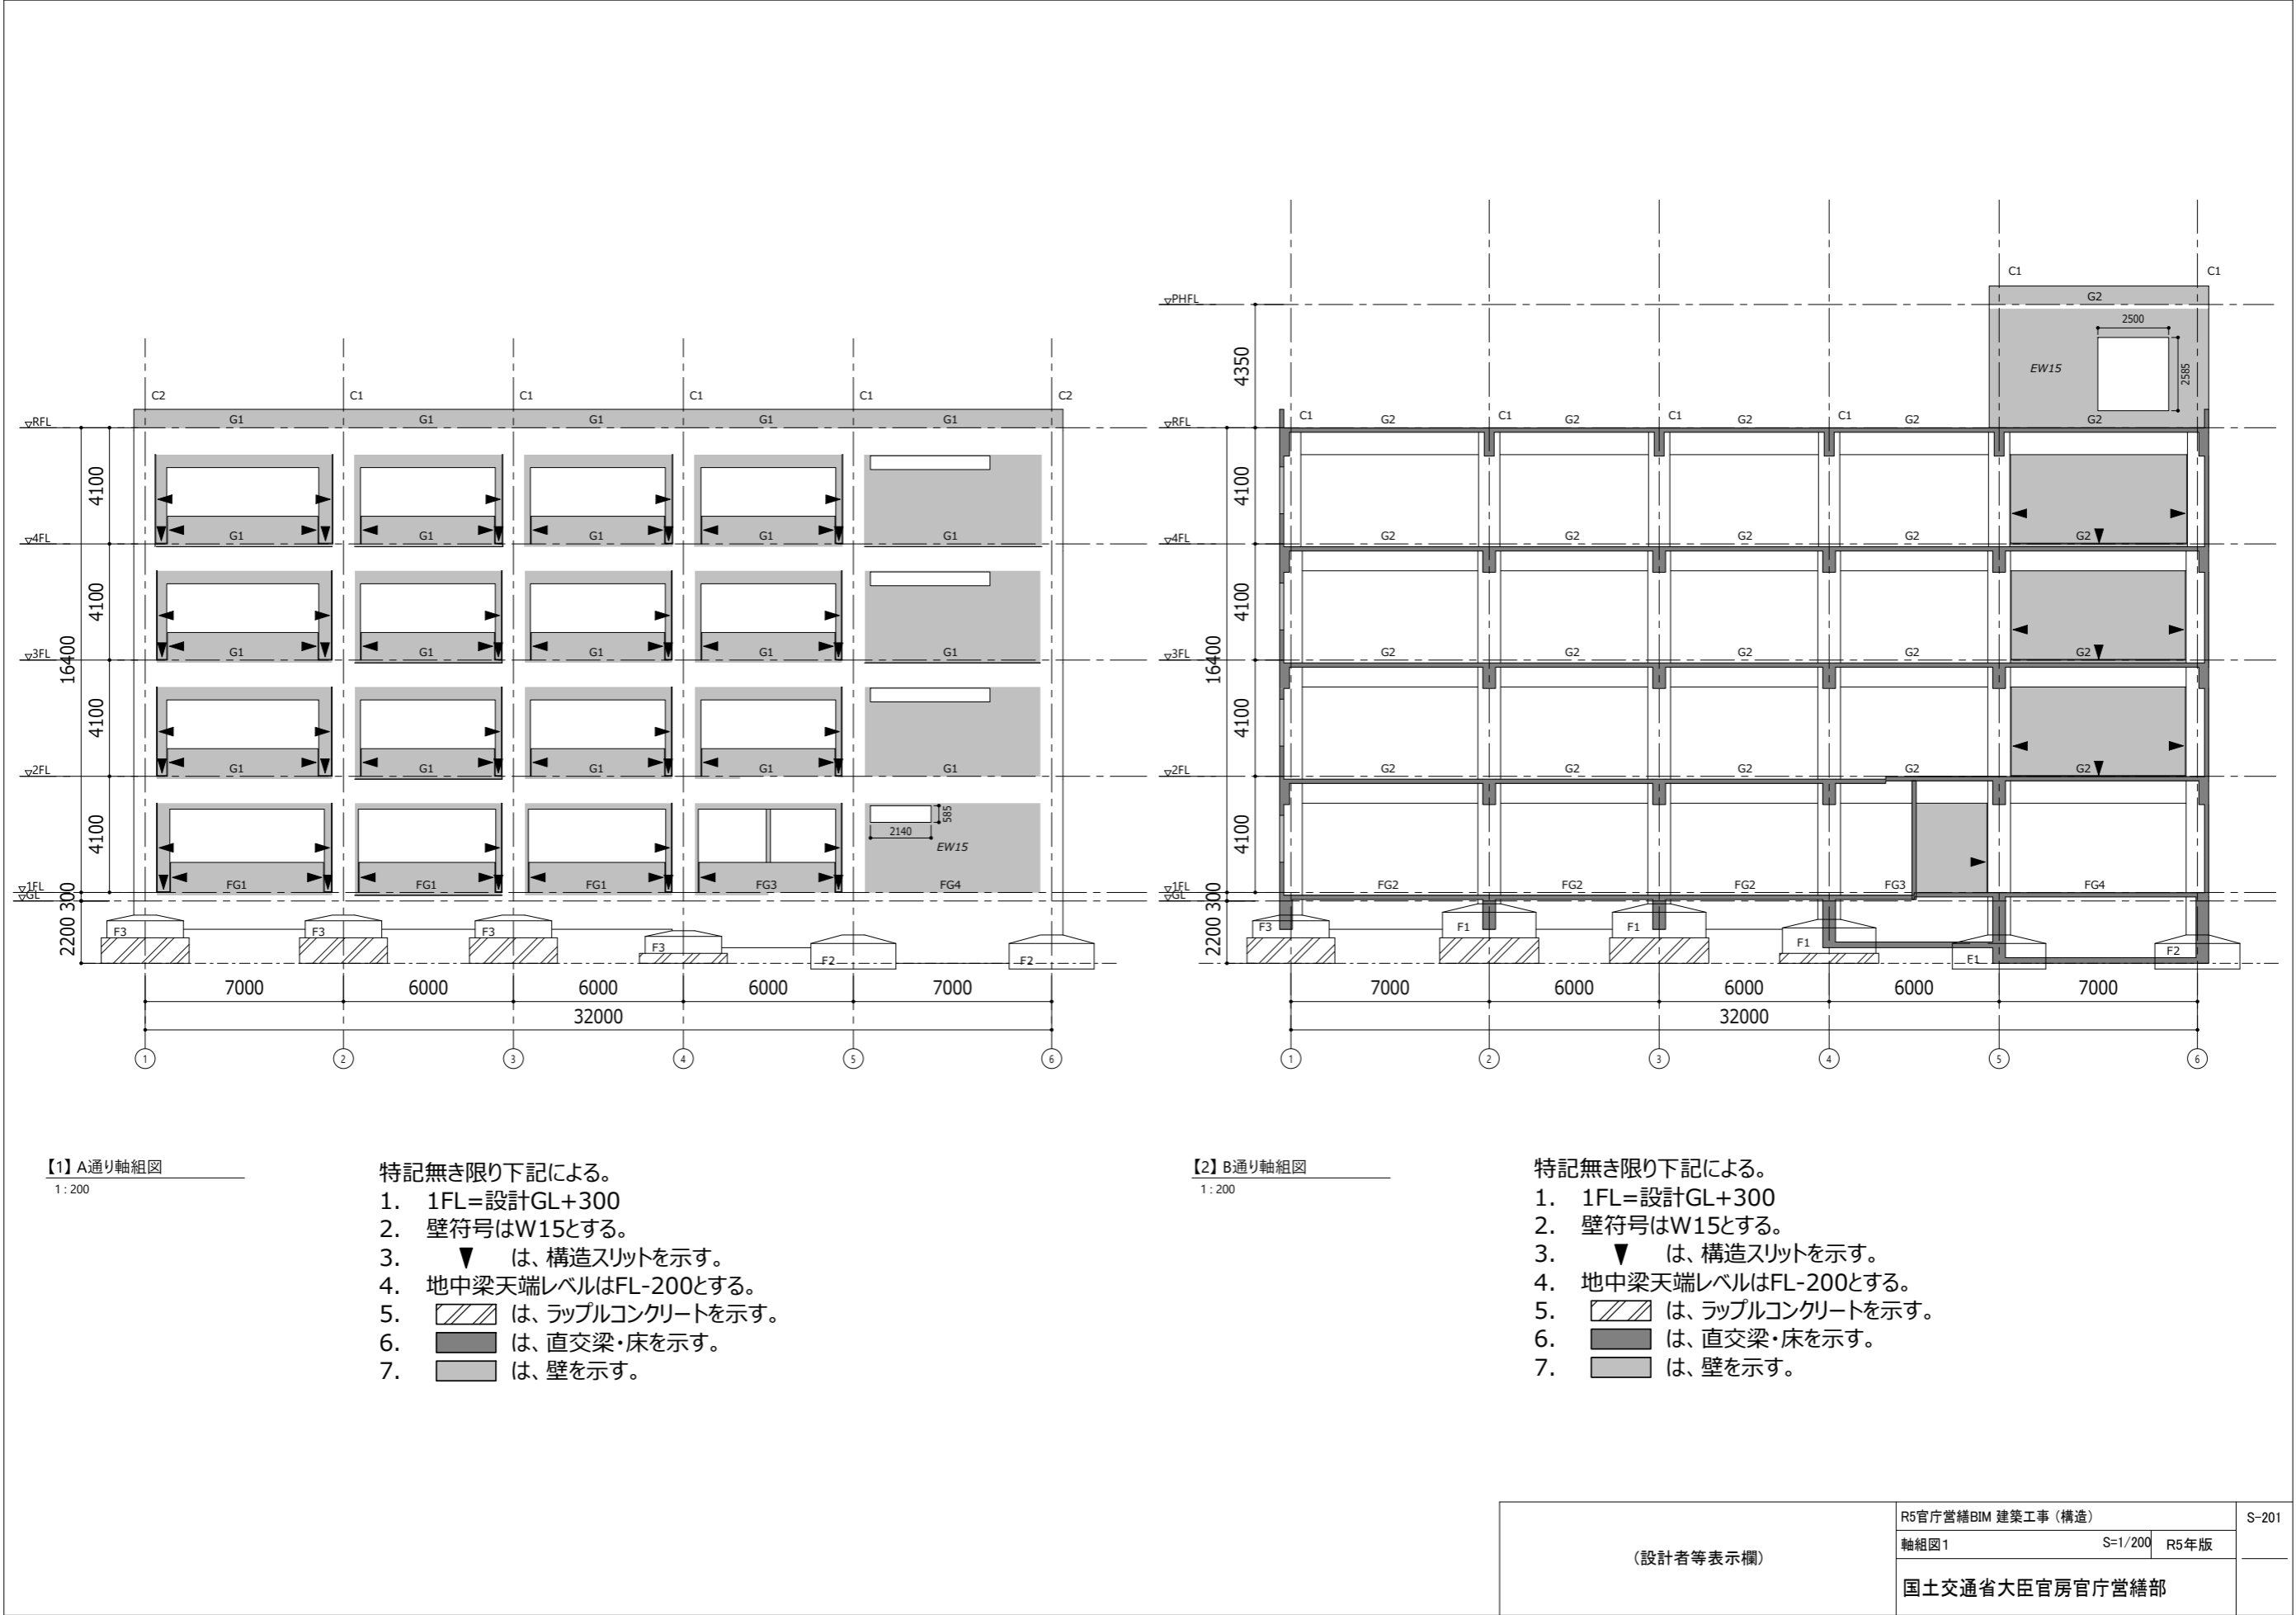 C2 C1 C1 C1 C1 C2
▽RFL G1 G1 G1 G1 G1
4100
▽4FL G1 G1 G1 G1 G1
4100
16400
▽3FL G1 G1 G1 G1 G1
4100
▽2FL G1 G1 G1 G1 G1
4100
585
2140
EW15
▽1FL FG1 FG1 FG1 FG3 FG4
▽GL
300
2200
F3 F3 F3 F3 F2 F2
7000 6000 6000 6000 7000
32000
1 2 3 4 5 6
【1】 A通り軸組図
1 : 200
特記無き限り下記による。
1. 1FL=設計GL+300
2. 壁符号はW15とする。
3. ▼ は、構造スリットを示す。
4. 地中梁天端レベルはFL-200とする。
5. は、ラップルコンクリートを示す。
6. は、直交梁・床を示す。
7. は、壁を示す。
C1 C1
▽PHFL G2
2500
4350
EW15
2585
C1 C1 C1 C1
▽RFL G2 G2 G2 G2 G2
4100
▽4FL G2 G2 G2 G2 G2
4100
16400
▽3FL G2 G2 G2 G2 G2
4100
▽2FL G2 G2 G2 G2 G2
4100
▽1FL FG2 FG2 FG2 FG3 FG4
▽GL
300
2200
F3 F1 F1 F1 F1 F2
7000 6000 6000 6000 7000
32000
1 2 3 4 5 6
【2】 B通り軸組図
1 : 200
特記無き限り下記による。
1. 1FL=設計GL+300
2. 壁符号はW15とする。
3. ▼ は、構造スリットを示す。
4. 地中梁天端レベルはFL-200とする。
5. は、ラップルコンクリートを示す。
6. は、直交梁・床を示す。
7. は、壁を示す。
(設計者等表示欄)
R5官庁営繕BIM 建築工事（構造） S-201
軸組図1 S=1/200 R5年版
国土交通省大臣官房官庁営繕部